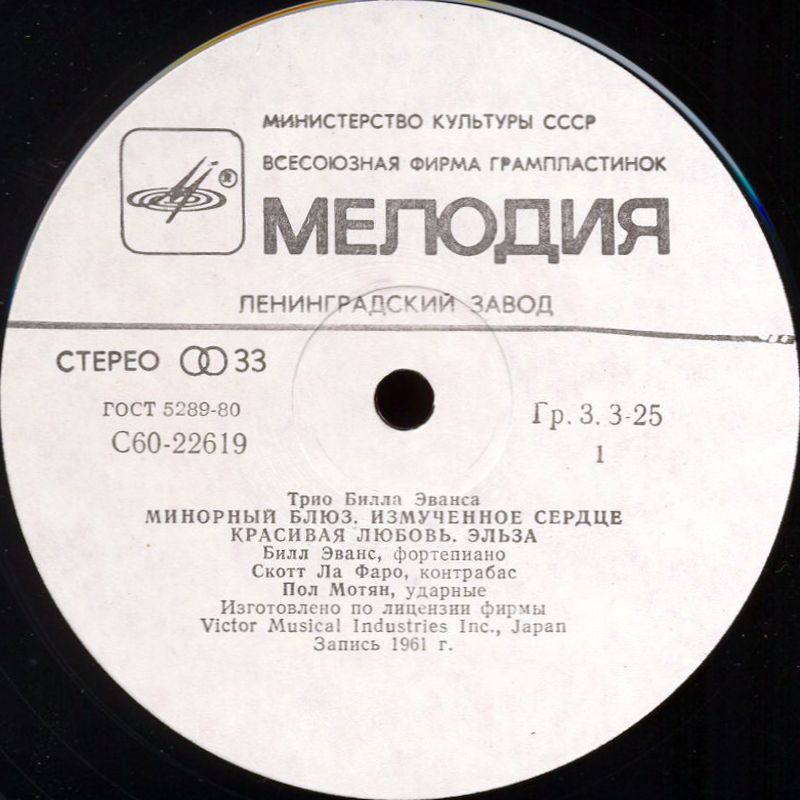 МИНИСТЕРСТВО КУЛЬТУРЫ СССР
ВСЕСОЮЗНАЯ ФИРМА ГРАМПЛАСТИНОК
®
МЕЛОДИЯ
ЛЕНИНГРАДСКИЙ ЗАВОД
СТЕРЕО 33
ГОСТ 5289-80
С60-22619
Гр. 3. 3-25
1
Трио Билла Эванса
МИНОРНЫЙ БЛЮЗ. ИЗМУЧЕННОЕ СЕРДЦЕ
КРАСИВАЯ ЛЮБОВЬ. ЭЛЬЗА
Билл Эванс, фортепиано
Скотт Ла Фаро, контрабас
Пол Мотян, ударные
Изготовлено по лицензии фирмы
Victor Musical Industries Inc., Japan
Запись 1961 г.